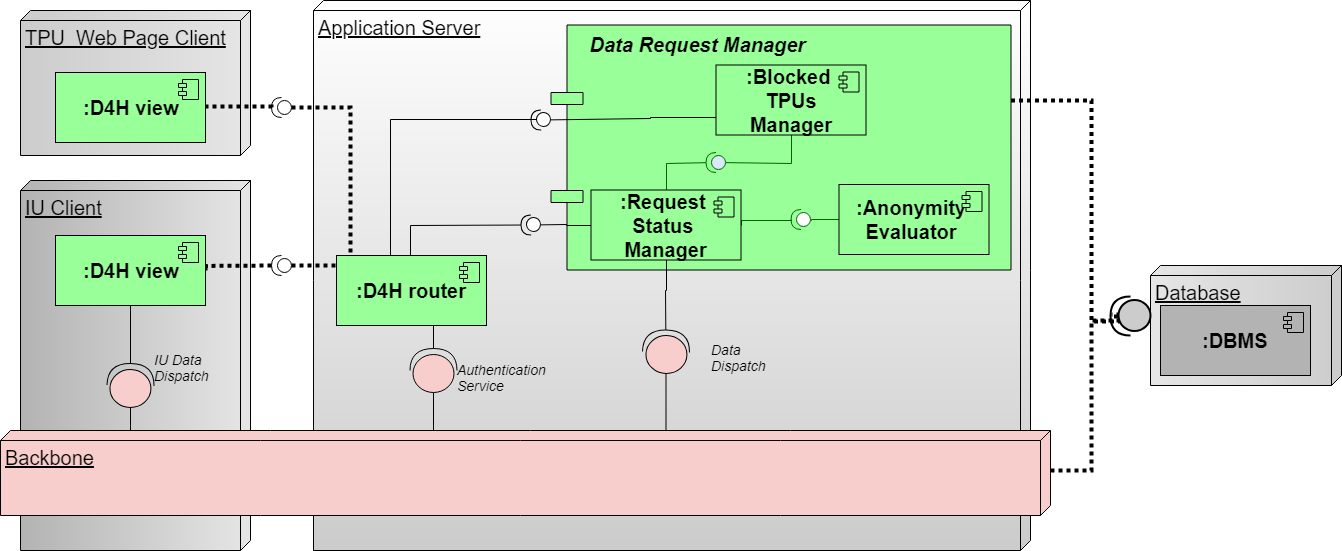 TPU  Web Page Client
:D4H view
IU Client
:D4H view
IU Data
Dispatch
Application Server
Data Request Manager
:Blocked
TPUs
Manager
:Request
Status
Manager
:Anonymity
Evaluator
:D4H router
Authentication
Service
Data
Dispatch
Database
:DBMS
Backbone